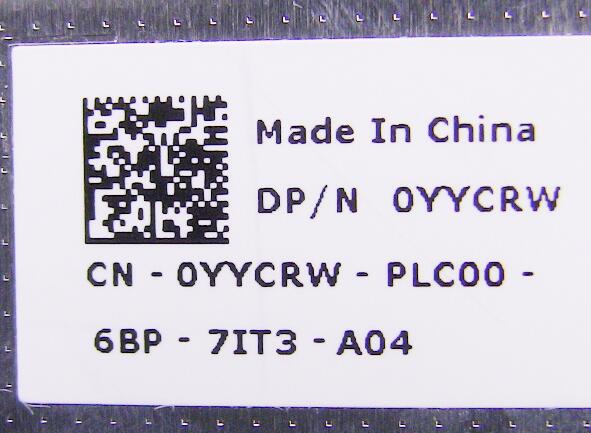 Made In China
DP/N 0YYCRW
CN - 0YYCRW - PLC00 -
6BP - 7IT3 - A04